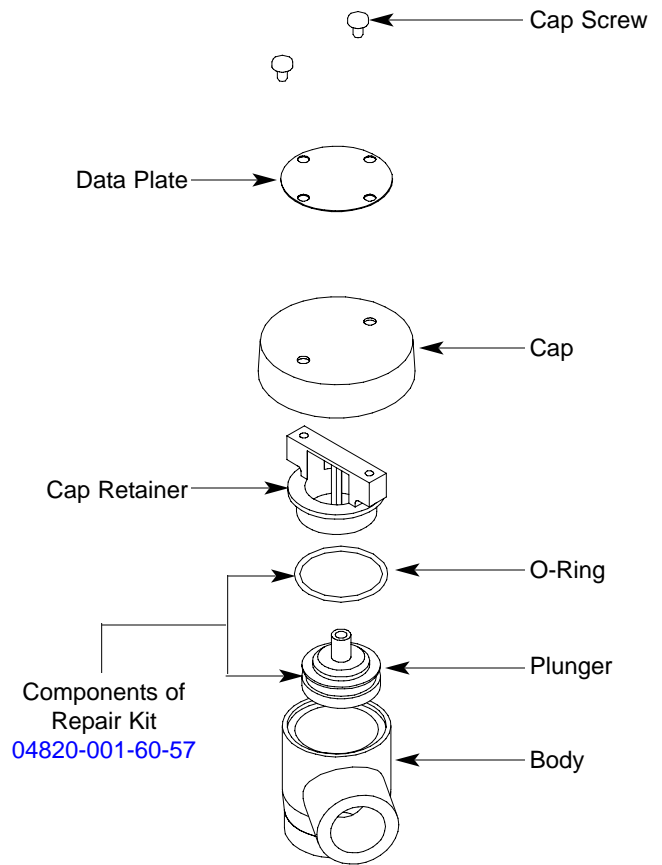 Cap Screw
Data Plate
Cap
Cap Retainer
O-Ring
Plunger
Components of
Repair Kit
04820-001-60-57
Body